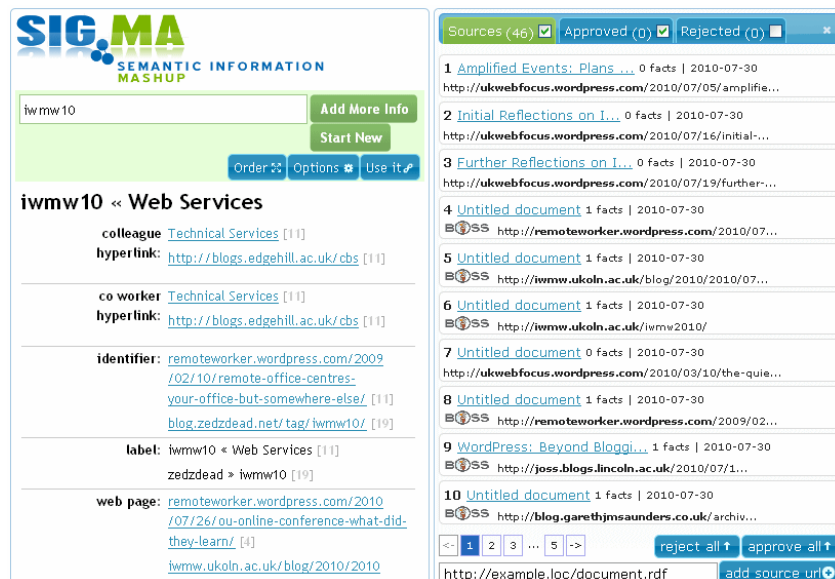 SIG.MA
SEMANTIC INFORMATION
MASHUP
iwmw10
Add More Info
Start New
Order Options Use it
iwmw10 « Web Services
colleague Technical Services [11]
hyperlink: http://blogs.edgehill.ac.uk/cbs [11]
co worker Technical Services [11]
hyperlink: http://blogs.edgehill.ac.uk/cbs [11]
identifier: remoteworker.wordpress.com/2009
/02/10/remote-office-centres-
your-office-but-somewhere-else/ [11]
blog.zedzdead.net/tag/iwmw10/ [19]
label: iwmw10 « Web Services [11]
zedzdead » iwmw10 [19]
web page: remoteworker.wordpress.com/2010
/07/26/ou-online-conference-what-did-
they-learn/ [4]
iwmw.ukoln.ac.uk/blog/2010/2010
Sources (46) Approved (0) Rejected (0) ×
1 Amplified Events: Plans ... 0 facts | 2010-07-30
http://ukwebfocus.wordpress.com/2010/07/05/amplifie...
2 Initial Reflections on I... 0 facts | 2010-07-30
http://ukwebfocus.wordpress.com/2010/07/16/initial-...
3 Further Reflections on I... 0 facts | 2010-07-30
http://ukwebfocus.wordpress.com/2010/07/19/further-...
4 Untitled document 1 facts | 2010-07-30
BOSS http://remoteworker.wordpress.com/2010/07...
5 Untitled document 1 facts | 2010-07-30
BOSS http://iwmw.ukoln.ac.uk/blog/2010/2010/07...
6 Untitled document 1 facts | 2010-07-30
BOSS http://iwmw.ukoln.ac.uk/iwmw2010/
7 Untitled document 0 facts | 2010-07-30
http://ukwebfocus.wordpress.com/2010/03/10/the-quie...
8 Untitled document 1 facts | 2010-07-30
BOSS http://remoteworker.wordpress.com/2009/02...
9 WordPress: Beyond Bloggi... 1 facts | 2010-07-30
BOSS http://joss.blogs.lincoln.ac.uk/2010/07/1...
10 Untitled document 1 facts | 2010-07-30
BOSS http://blog.garethjmsaunders.co.uk/archiv...
<- 1 2 3 ... 5 -> reject all approve all
http://example.loc/document.rdf add source url